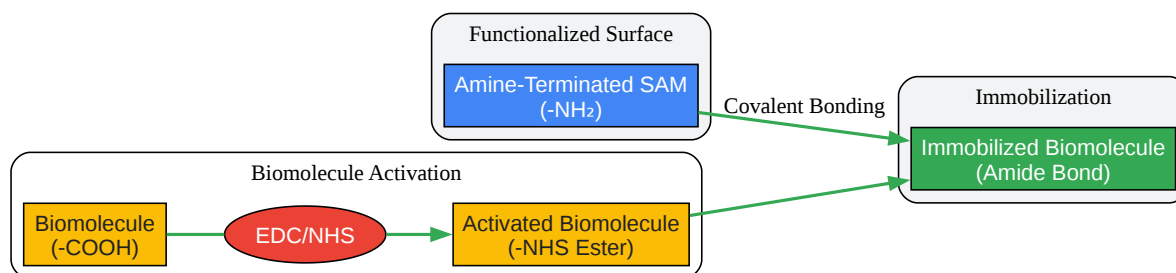 Functionalized Surface
Amine-Terminated SAM
(-NH₂)
Covalent Bonding
Immobilization
Immobilized Biomolecule
(Amide Bond)
Biomolecule Activation
Biomolecule
(-COOH)
EDC/NHS
Activated Biomolecule
(-NHS Ester)